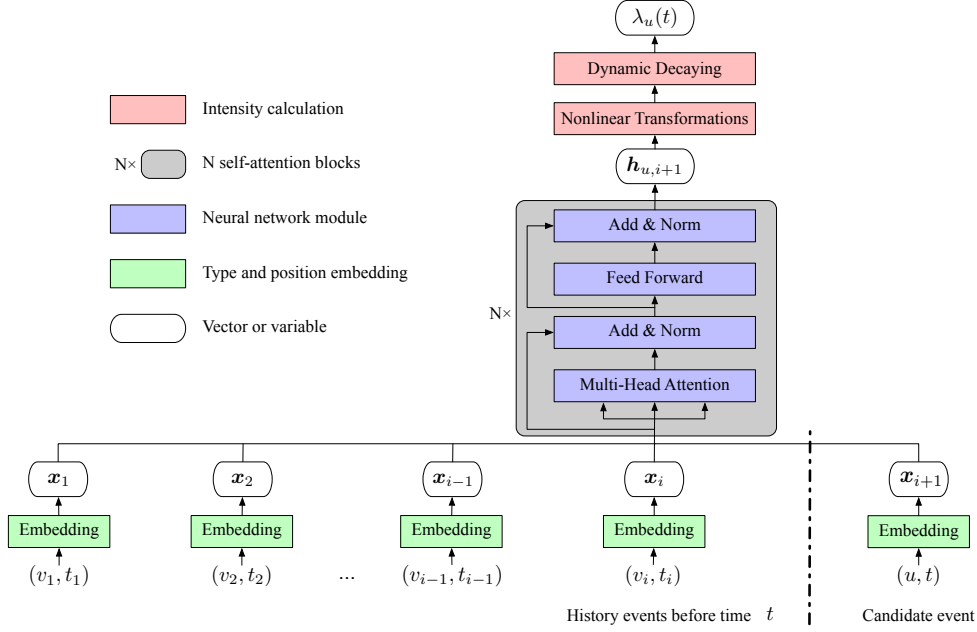 λ_u(t)
Dynamic Decaying
Nonlinear Transformations
h_{u,i+1}
Intensity calculation
N× N self-attention blocks
Neural network module
Type and position embedding
Vector or variable
Add & Norm
Feed Forward
N×
Add & Norm
Multi-Head Attention
x_1 x_2 x_{i−1} x_i x_{i+1}
Embedding Embedding Embedding Embedding Embedding
(v_1, t_1) (v_2, t_2) ... (v_{i−1}, t_{i−1}) (v_i, t_i) (u, t)
History events before time t Candidate event